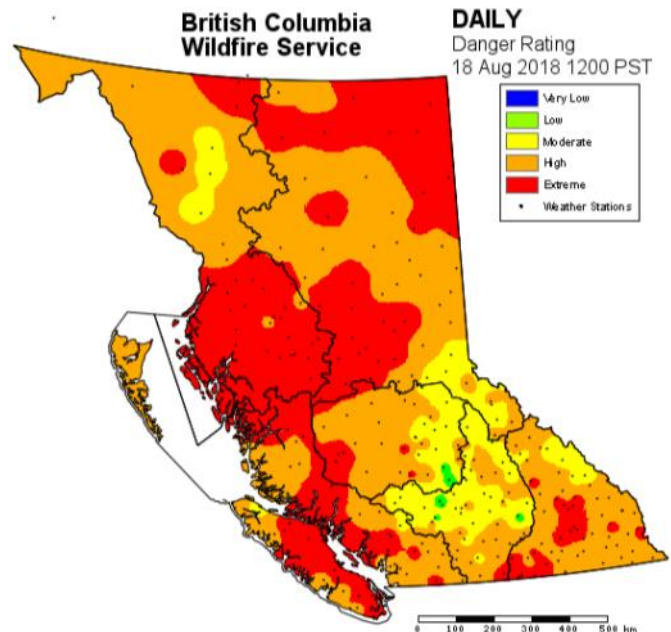 British Columbia
Wildfire Service
DAILY
Danger Rating
18 Aug 2018 1200 PST
Very Low
Low
Moderate
High
Extreme
Weather Stations
0 100 200 300 400 500 km